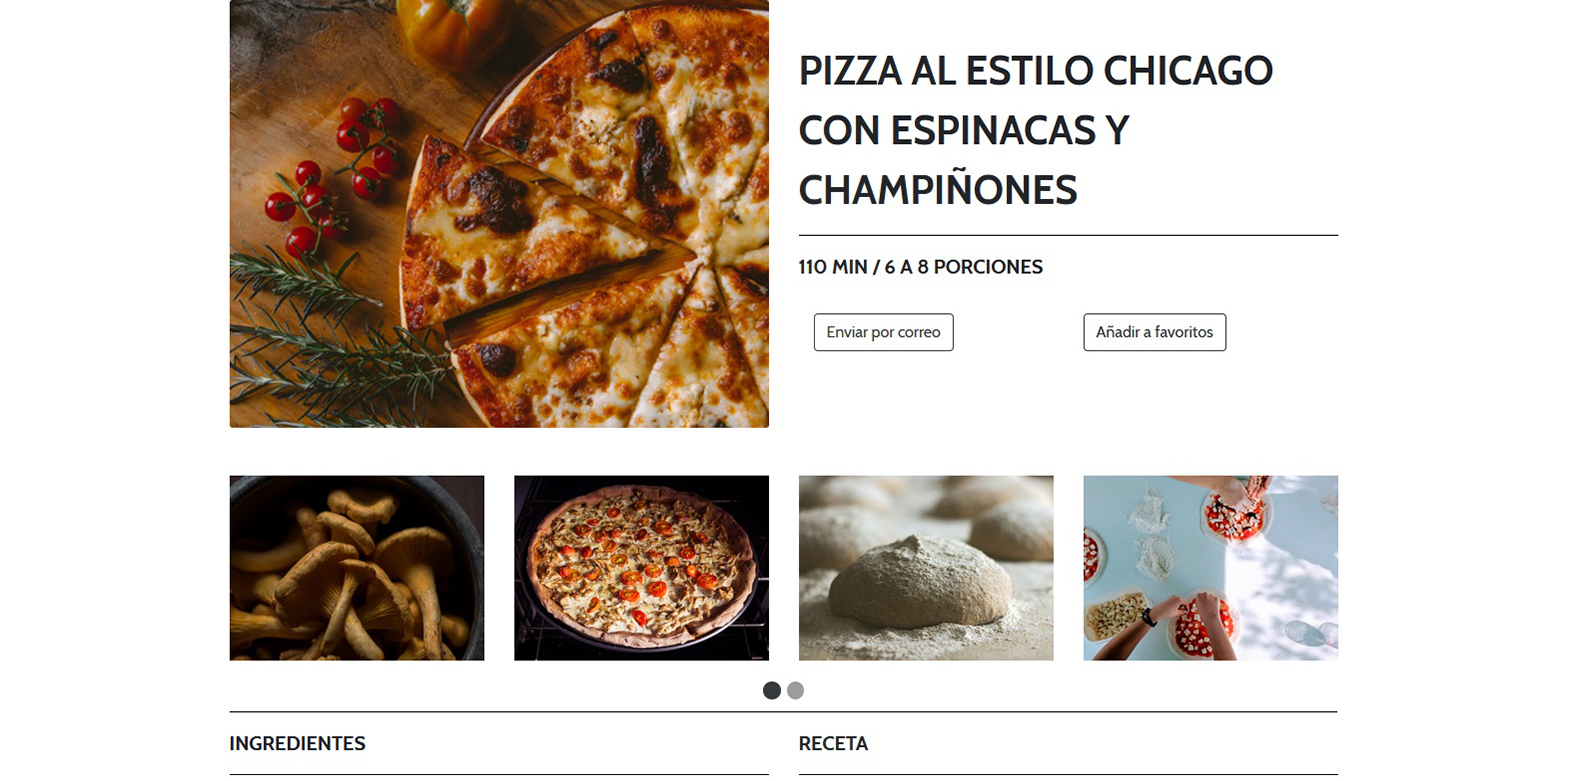 PIZZA AL ESTILO CHICAGO
CON ESPINACAS Y
CHAMPIÑONES
110 MIN / 6 A 8 PORCIONES
Enviar por correo
Añadir a favoritos
INGREDIENTES
RECETA